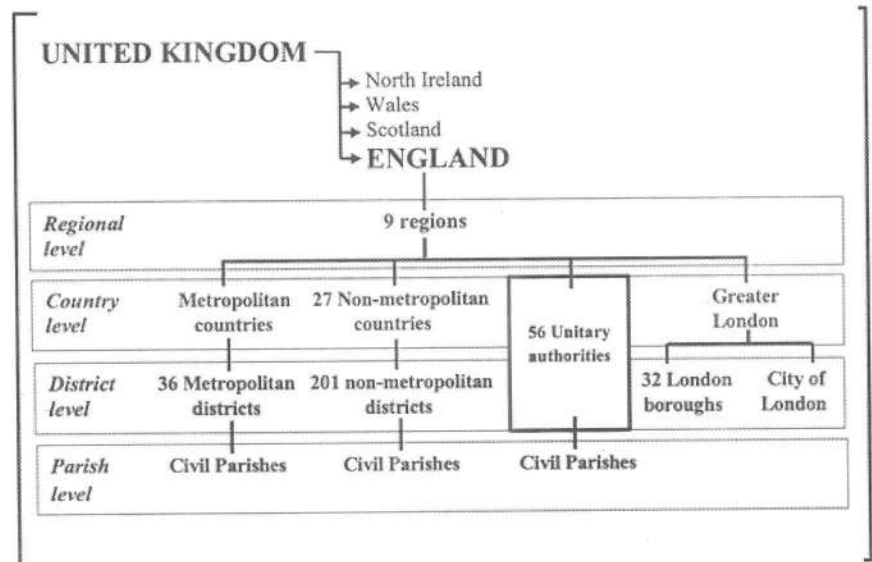 UNITED KINGDOM
North Ireland
Wales
Scotland
ENGLAND
Regional
level
9 regions
Country
level
Metropolitan
countries
27 Non-metropolitan
countries
56 Unitary
authorities
Greater
London
District
level
36 Metropolitan
districts
201 non-metropolitan
districts
32 London
boroughs
City of
London
Parish
level
Civil Parishes
Civil Parishes
Civil Parishes